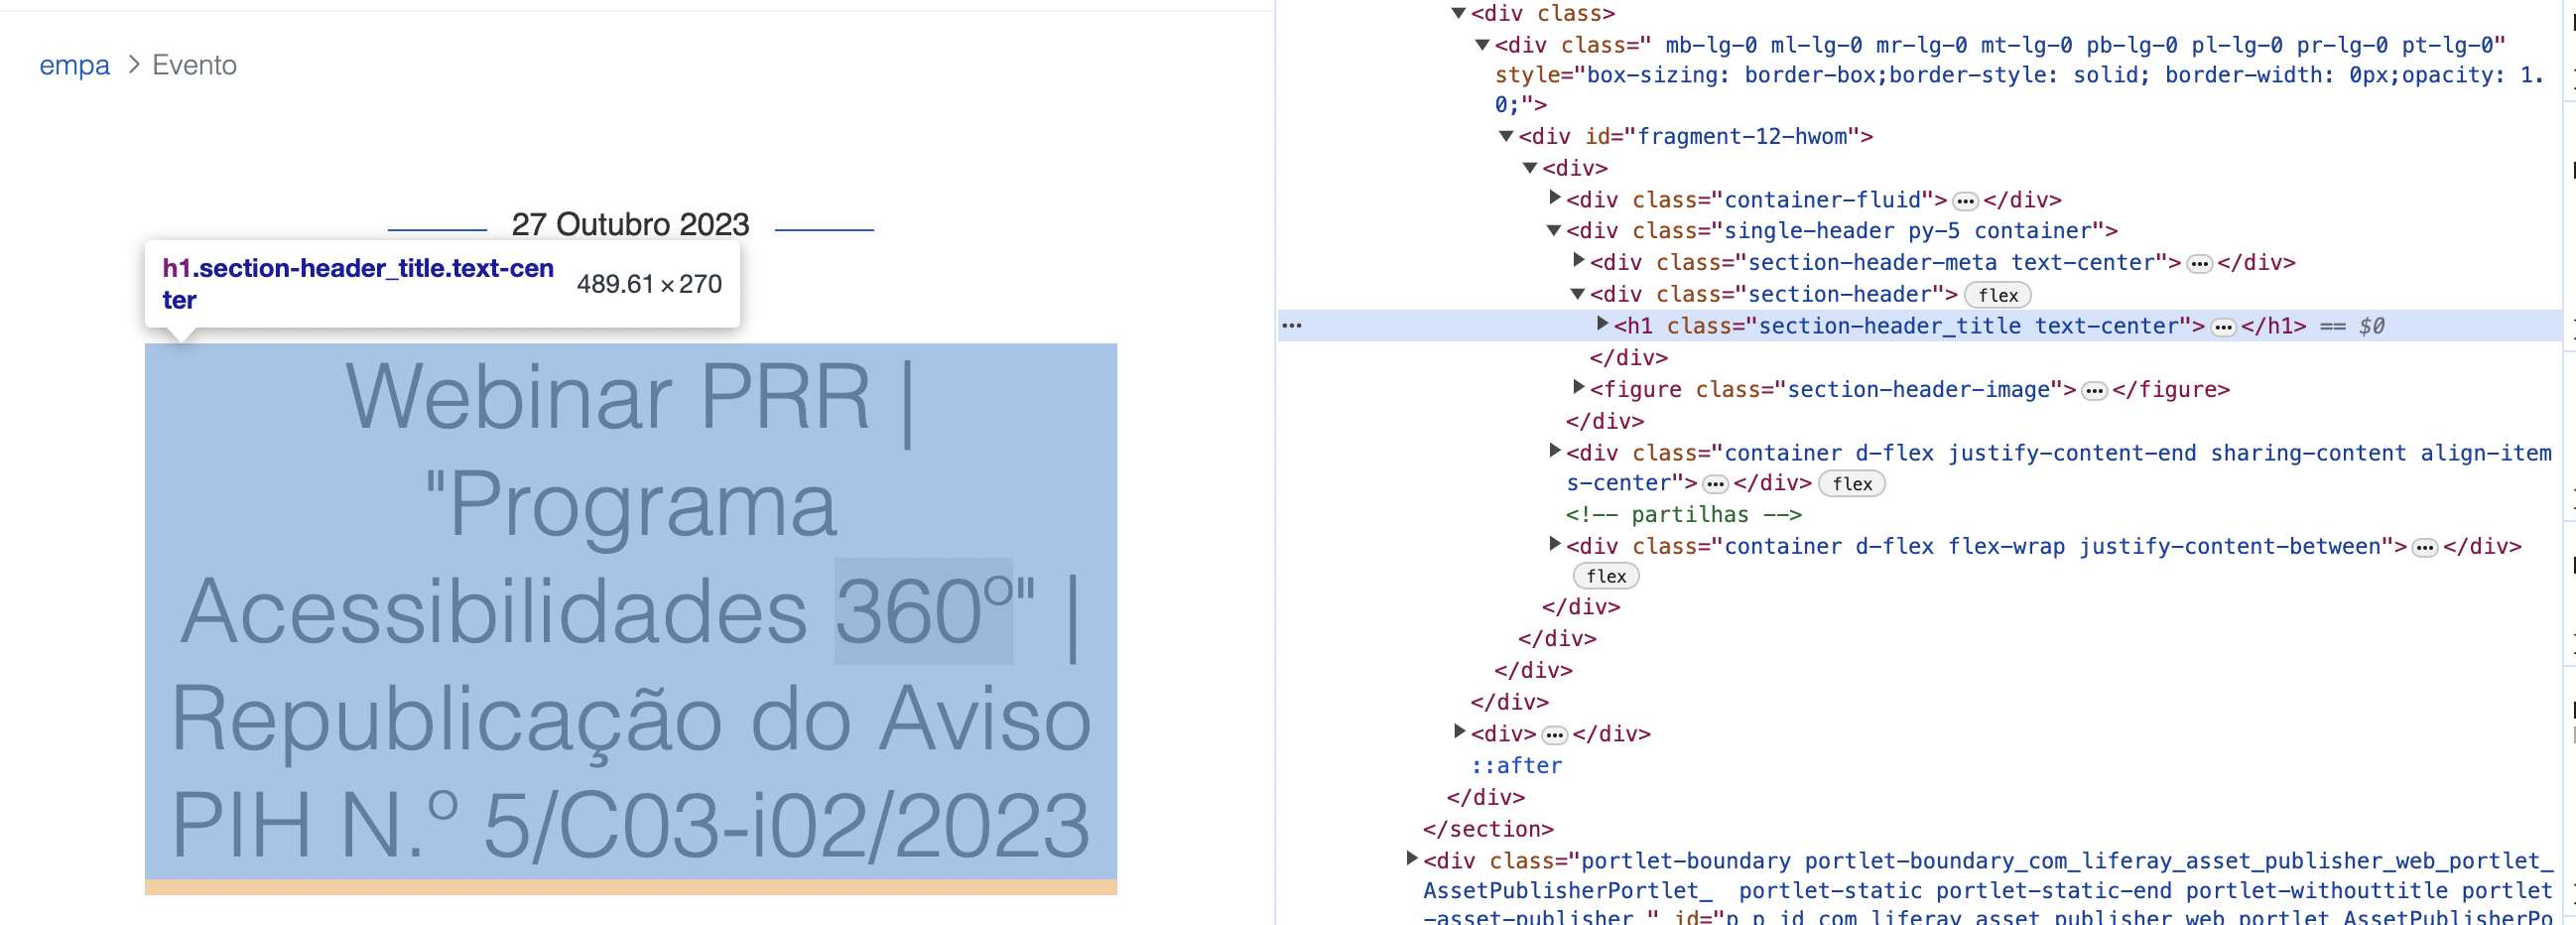 empa > Evento
27 Outubro 2023
h1.section-header_title.text-cen
ter
489.61 × 270
Webinar PRR |
"Programa
Acessibilidades 360º" |
Republicação do Aviso
PIH N.º 5/C03-i02/2023
▼<div class>
▼<div class=" mb-lg-0 ml-lg-0 mr-lg-0 mt-lg-0 pb-lg-0 pl-lg-0 pr-lg-0 pt-lg-0"
style="box-sizing: border-box;border-style: solid; border-width: 0px;opacity: 1.
0;">
▼<div id="fragment-12-hwom">
▼<div>
▶<div class="container-fluid">…</div>
▼<div class="single-header py-5 container">
▶<div class="section-header-meta text-center">…</div>
▼<div class="section-header"> flex
… ▶<h1 class="section-header_title text-center">…</h1> == $0
</div>
▶<figure class="section-header-image">…</figure>
</div>
▶<div class="container d-flex justify-content-end sharing-content align-item
s-center">…</div> flex
<!-- partilhas -->
▶<div class="container d-flex flex-wrap justify-content-between">…</div>
flex
</div>
</div>
</div>
</div>
▶<div>…</div>
::after
</div>
</section>
▶<div class="portlet-boundary portlet-boundary_com_liferay_asset_publisher_web_portlet_
AssetPublisherPortlet_  portlet-static portlet-static-end portlet-withouttitle portlet
-asset-publisher " id="p_p_id_com_liferay_asset_publisher_web_portlet_AssetPublisherPo